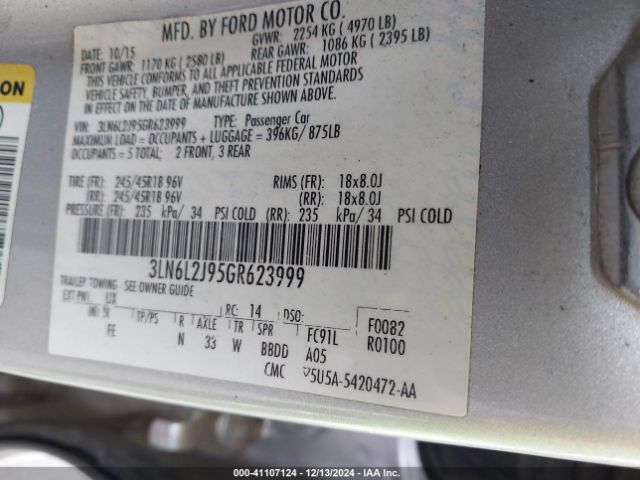 MFD. BY FORD MOTOR CO.
DATE: 10/15 GVWR: 2254 KG ( 4970 LB)
FRONT GAWR: 1170 KG ( 2580 LB) REAR GAWR: 1086 KG ( 2395 LB)
THIS VEHICLE CONFORMS TO ALL APPLICABLE FEDERAL MOTOR
VEHICLE SAFETY, BUMPER, AND THEFT PREVENTION STANDARDS
IN EFFECT ON THE DATE OF MANUFACTURE SHOWN ABOVE.
VIN: 3LN6L2J95GR623999 TYPE: Passenger Car
MAXIMUM LOAD = OCCUPANTS + LUGGAGE = 396KG/ 875LB
OCCUPANTS = 5 TOTAL; 2 FRONT, 3 REAR
TIRE (FR): 245/45R18 96V RIMS (FR): 18x8.0J
(RR): 245/45R18 96V (RR): 18x8.0J
PRESSURE (FR): 235 kPa/ 34 PSI COLD (RR): 235 kPa/ 34 PSI COLD
3LN6L2J95GR623999
TRAILER TOWING - SEE OWNER GUIDE
EXT PNT: UX RC: 14 DSO: F0082
INT TR TP/PS R AXLE TR SPR FC91L R0100
FE N 33 W BBDD A05
CMC 5U5A-5420472-AA
ON
000-41107124 | 12/13/2024 | IAA Inc.